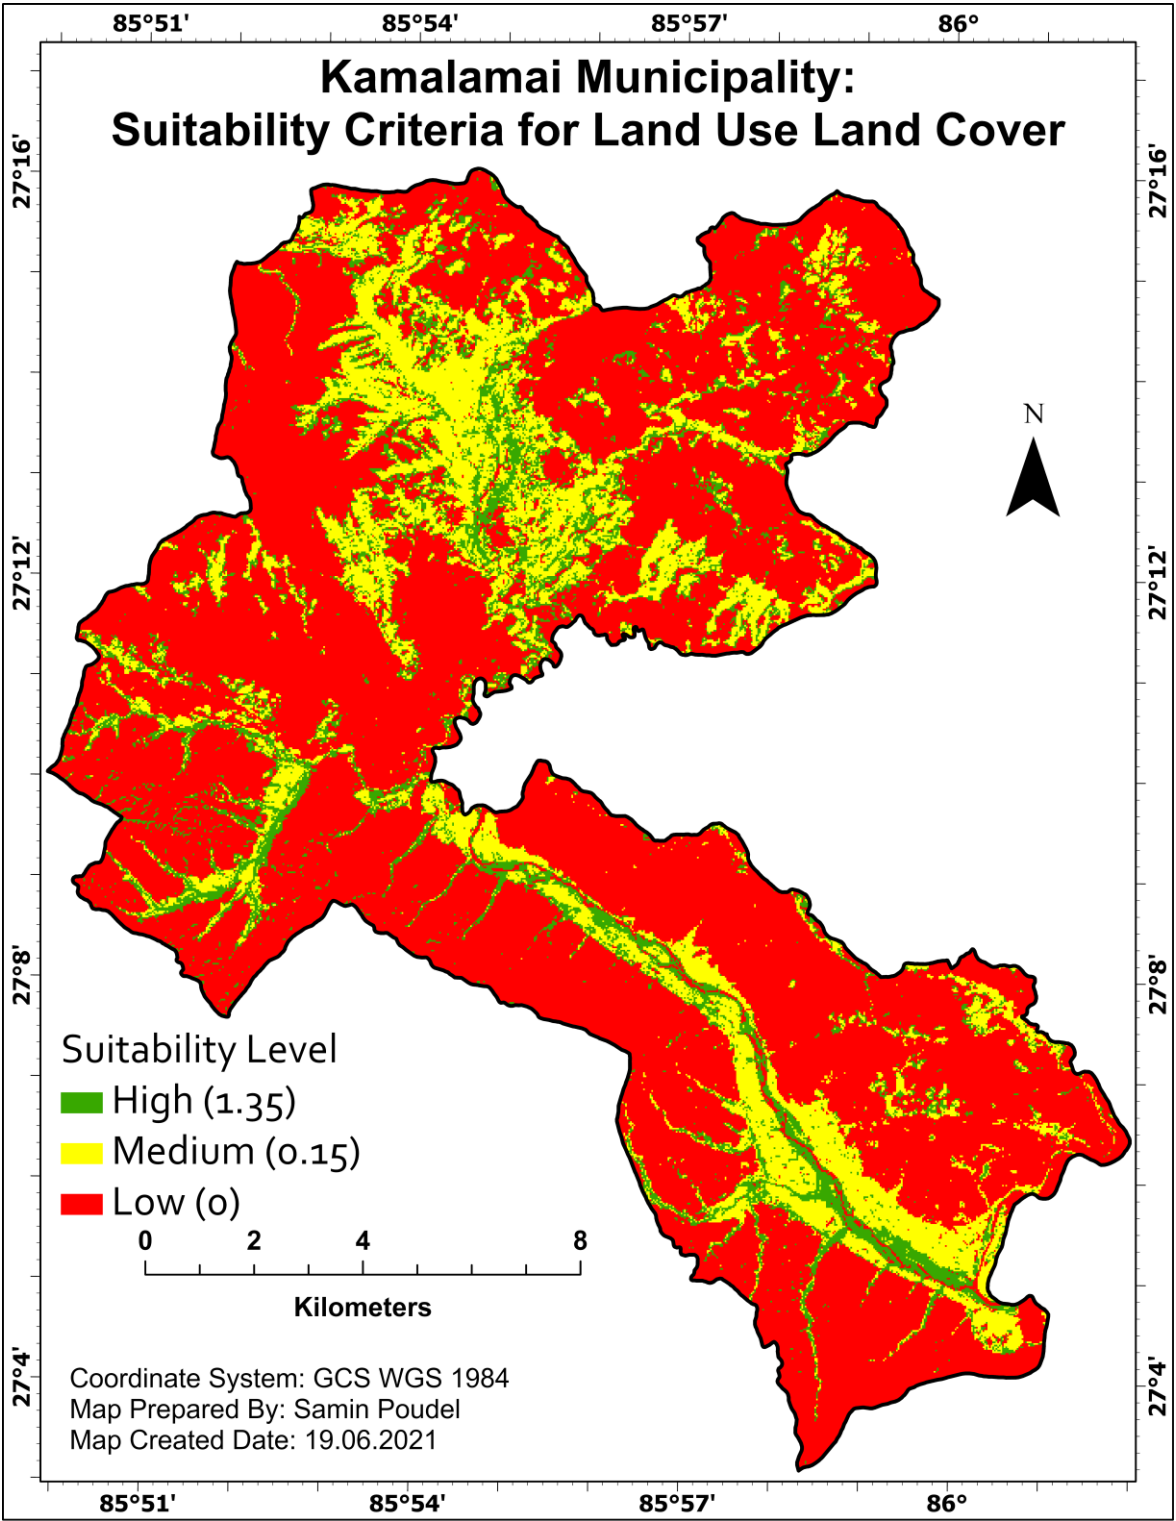 85°51' 85°54' 85°57' 86°
Kamalamai Municipality:
Suitability Criteria for Land Use Land Cover
27°16' 27°16'
N
27°12' 27°12'
27°8' 27°8'
Suitability Level
High (1.35)
Medium (0.15)
Low (0)
0 2 4 8
Kilometers
27°4' 27°4'
Coordinate System: GCS WGS 1984
Map Prepared By: Samin Poudel
Map Created Date: 19.06.2021
85°51' 85°54' 85°57' 86°